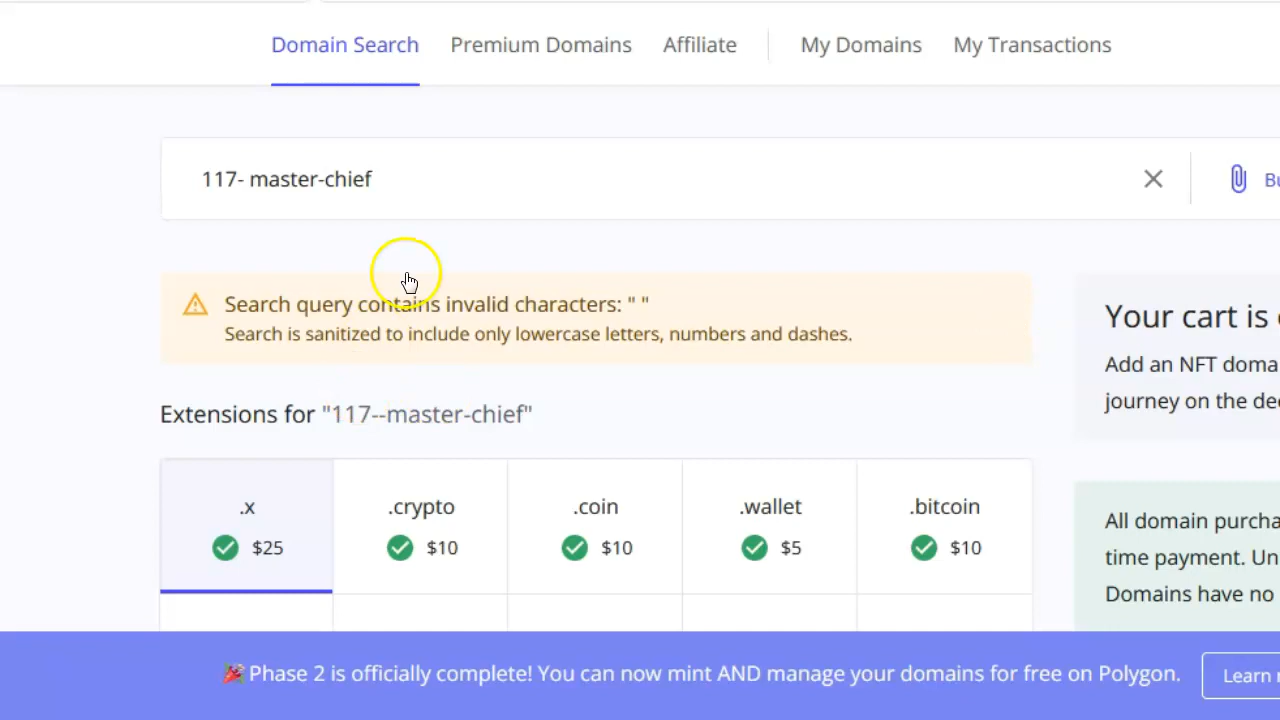 Domain Search Premium Domains Affiliate My Domains My Transactions
117- master-chief
Search query contains invalid characters: " "
Search is sanitized to include only lowercase letters, numbers and dashes.
Your cart is
Add an NFT
journey on the
Extensions for "117--master-chief"
.x .crypto .coin .wallet .bitcoin
$25 $10 $10 $5 $10
All domain
time payment.
Domains have no
🎉Phase 2 is officially complete! You can now mint AND manage your domains for free on Polygon.
Learn